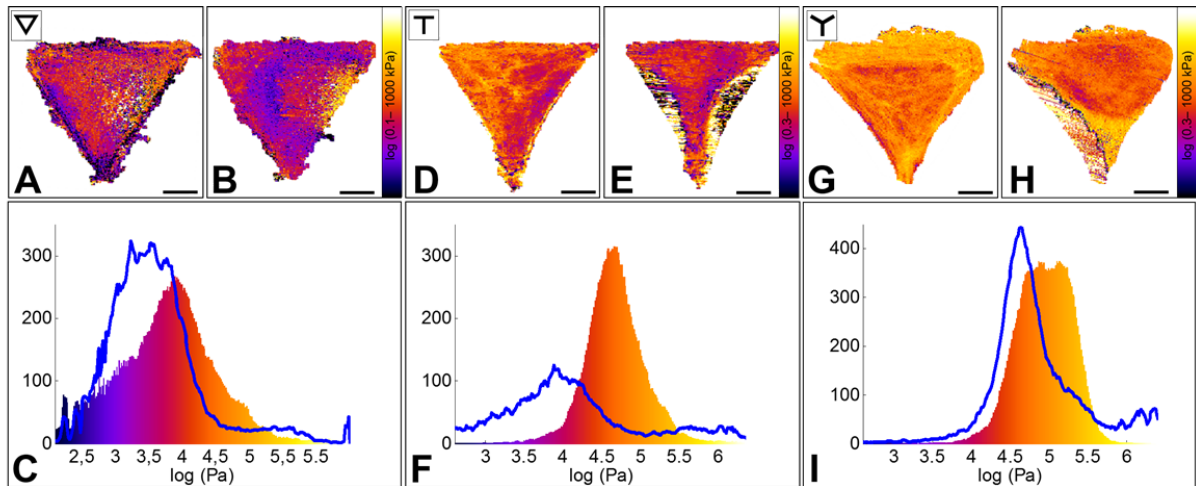 A
B
log (0.1– 1000 kPa)
D
E
log (0.3– 1000 kPa)
G
H
log (0.3– 1000 kPa)
300
200
100
0
2,5 3 3,5 4 4,5 5 5,5 5.5
C
log (Pa)
300
200
100
0
3 3.5 4 4.5 5 5.5 6
F
log (Pa)
400
300
200
100
0
3 3.5 4 4.5 5 5.5 6
I
log (Pa)